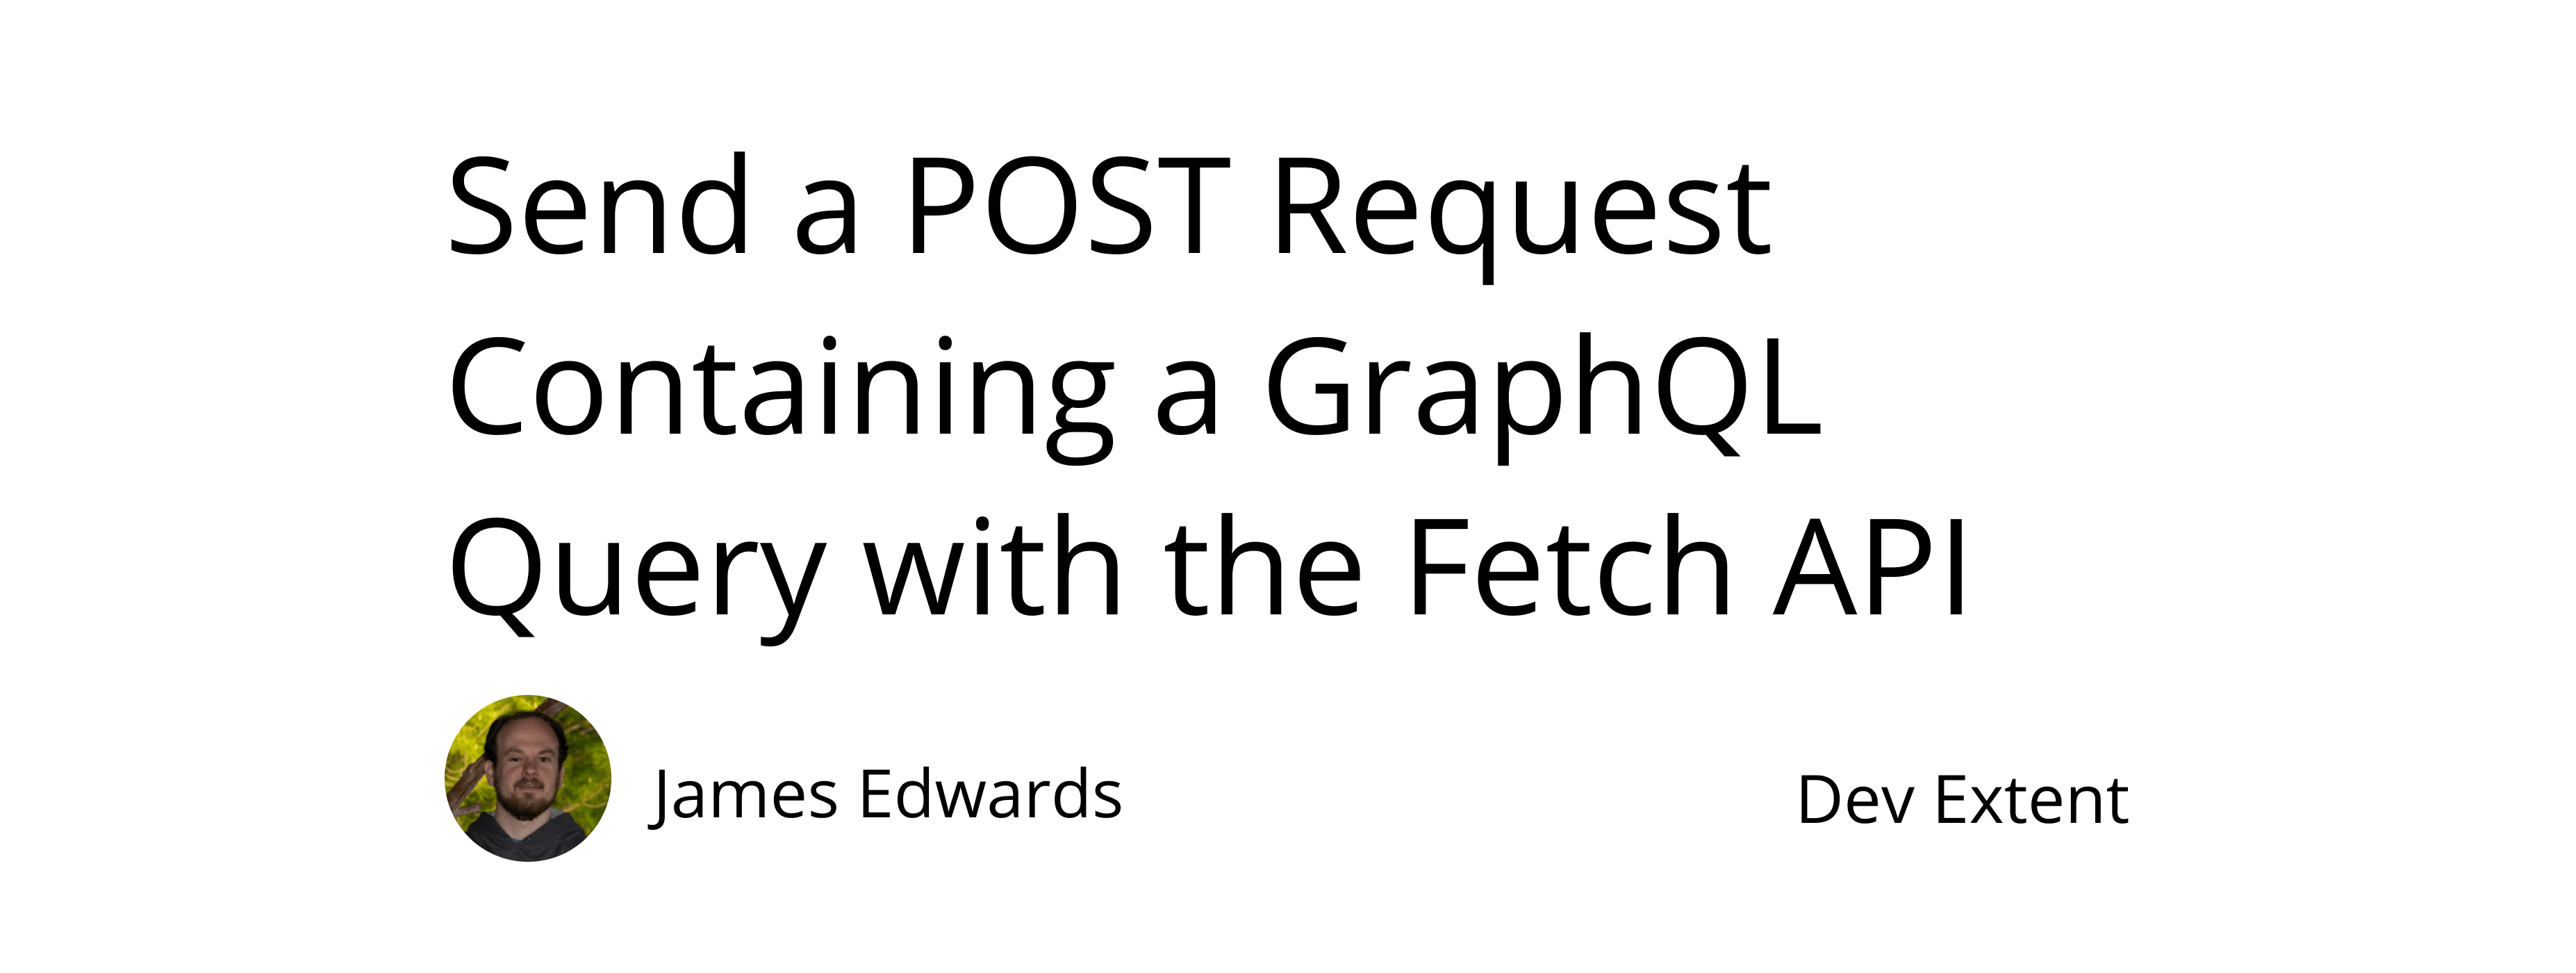 Send a POST Request
Containing a GraphQL
Query with the Fetch API
James Edwards
Dev Extent